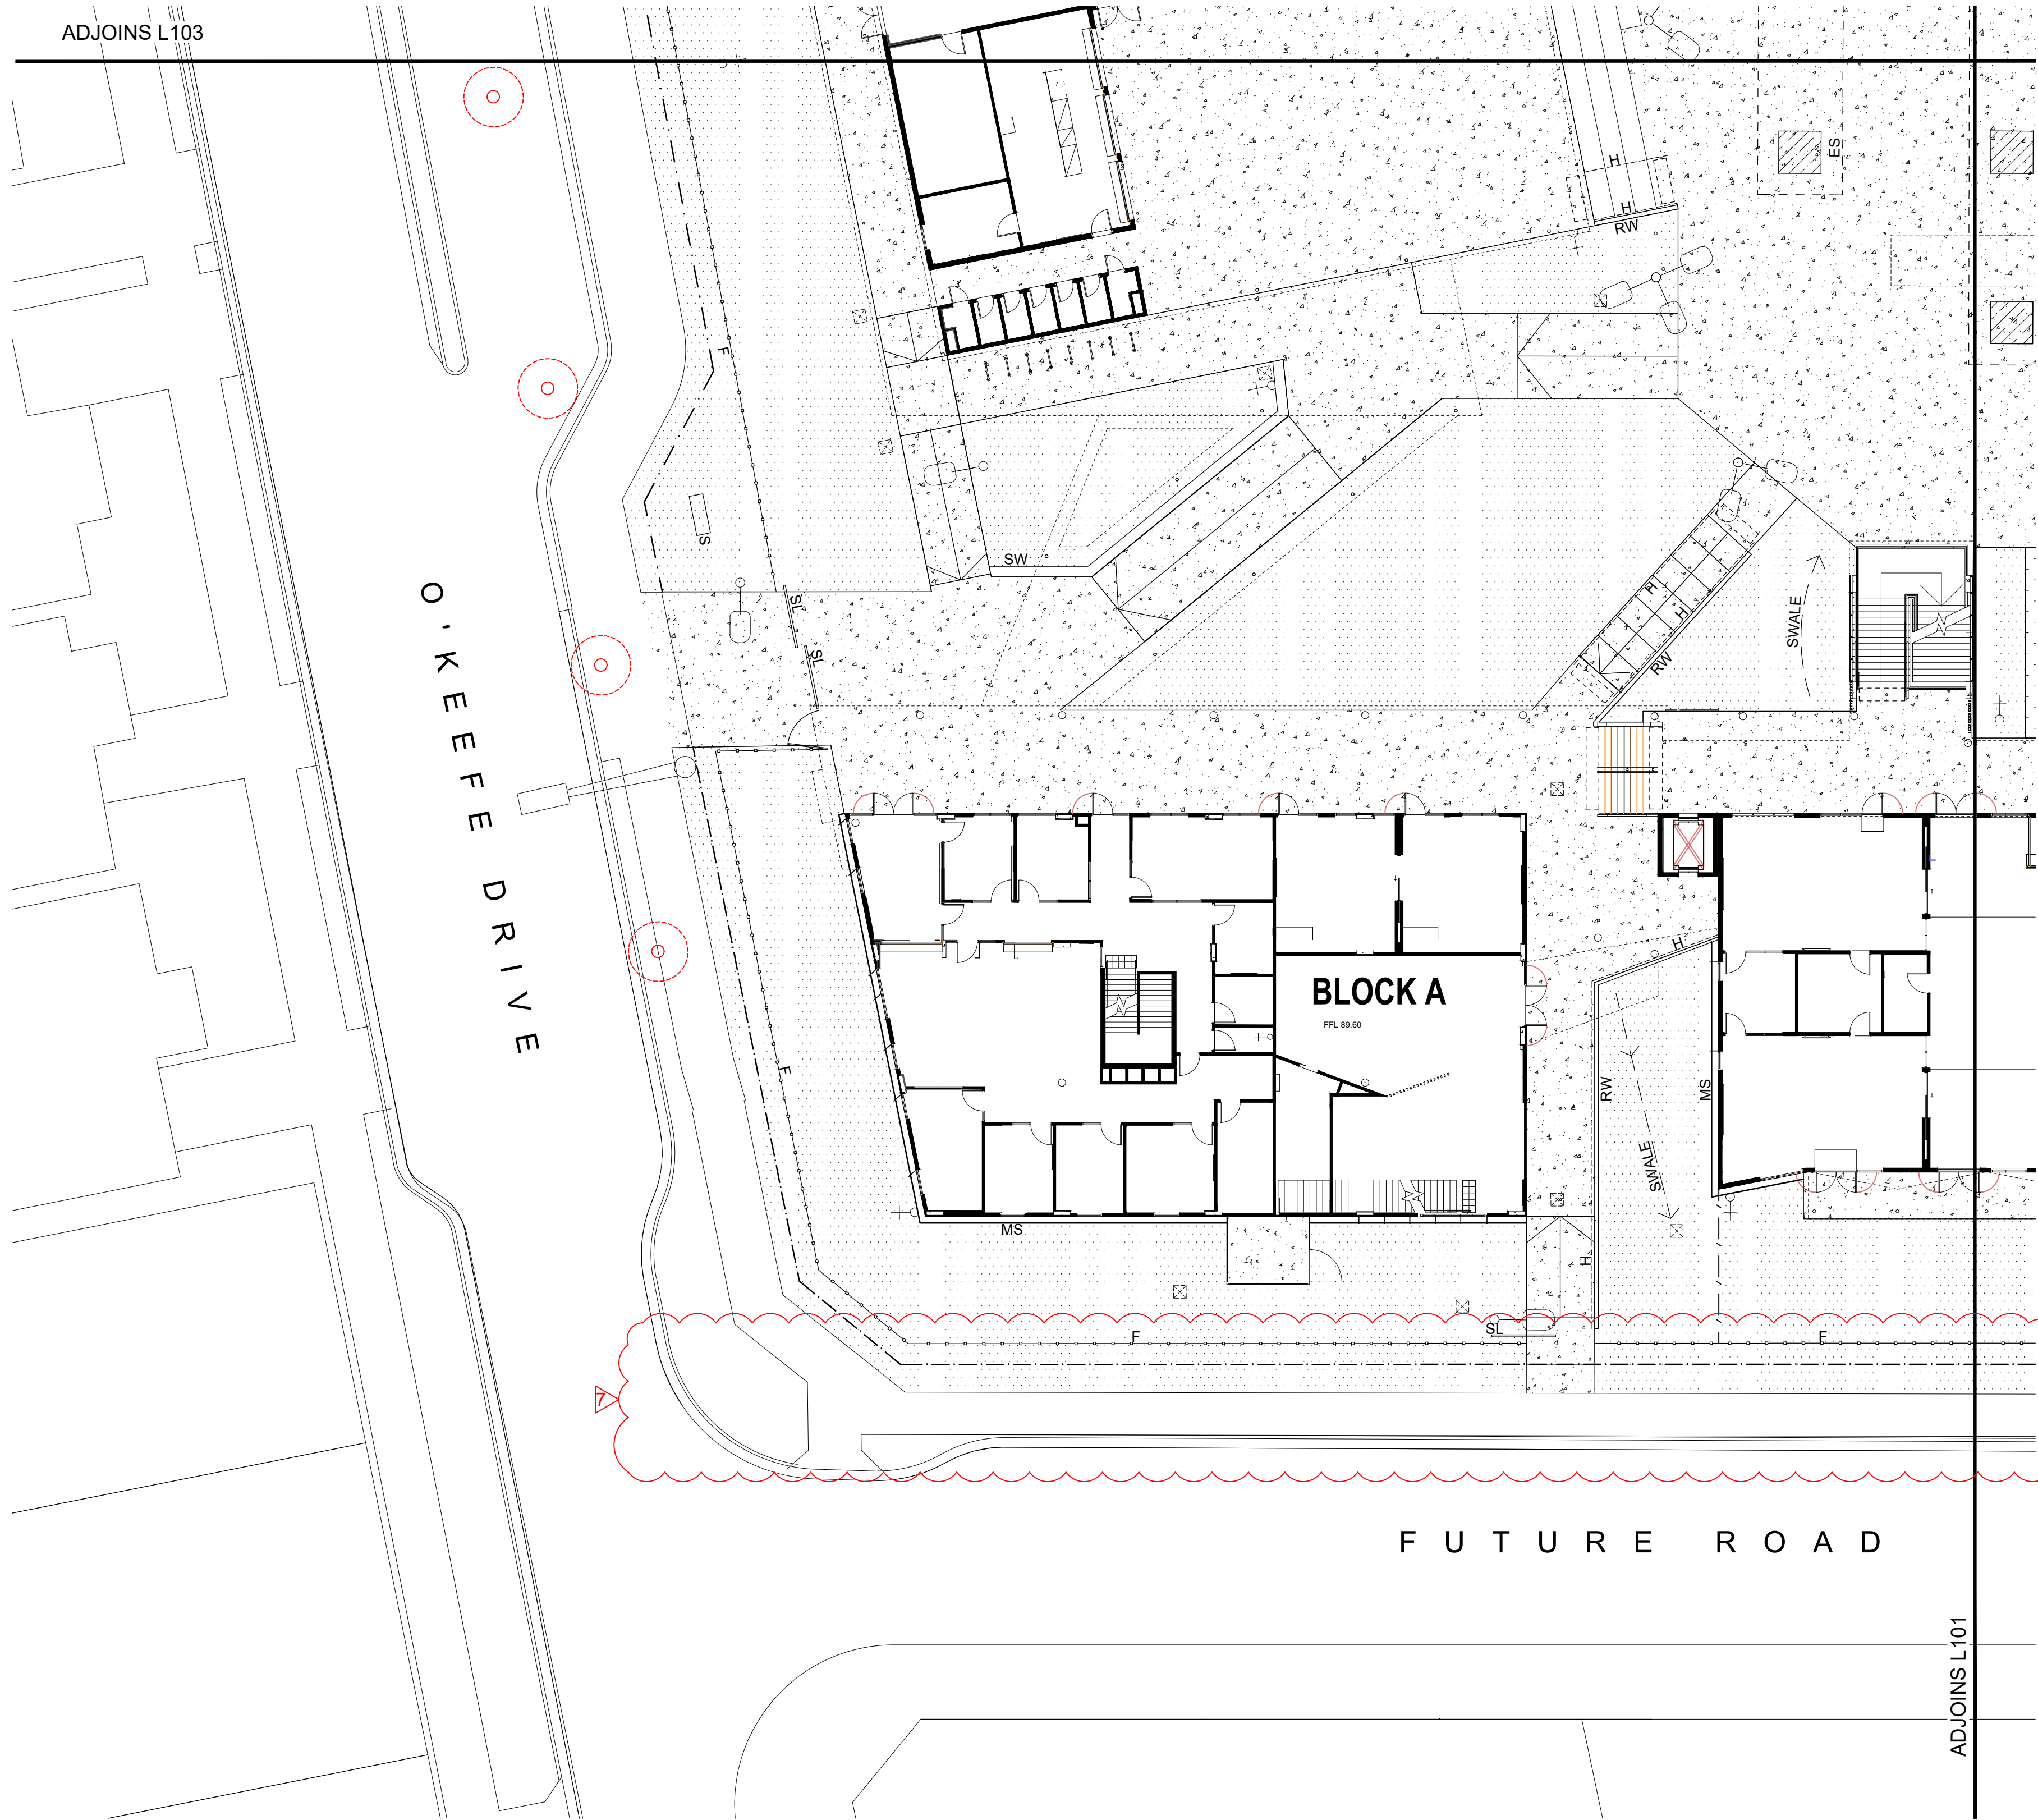 ADJOINS L103
ES
H
H
RW
F
S
SW
SL
SL
H
H
RW
SWALE
O'KEEFE DRIVE
BLOCK A
FFL 89.60
H
F
RW
MS
SWALE
MS
H
SL
F
F
7
FUTURE ROAD
ADJOINS L101